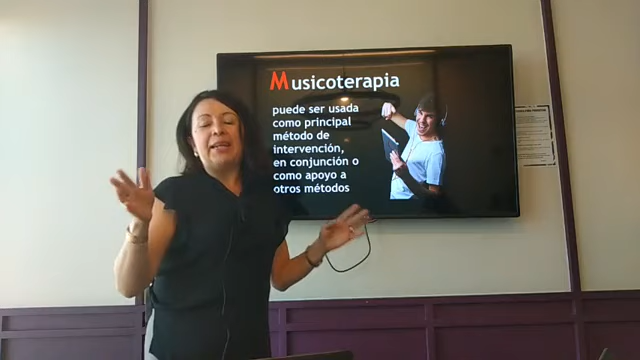 Musicoterapia
puede ser usada
como principal
método de
intervención,
en conjunción o
como apoyo a
otros métodos